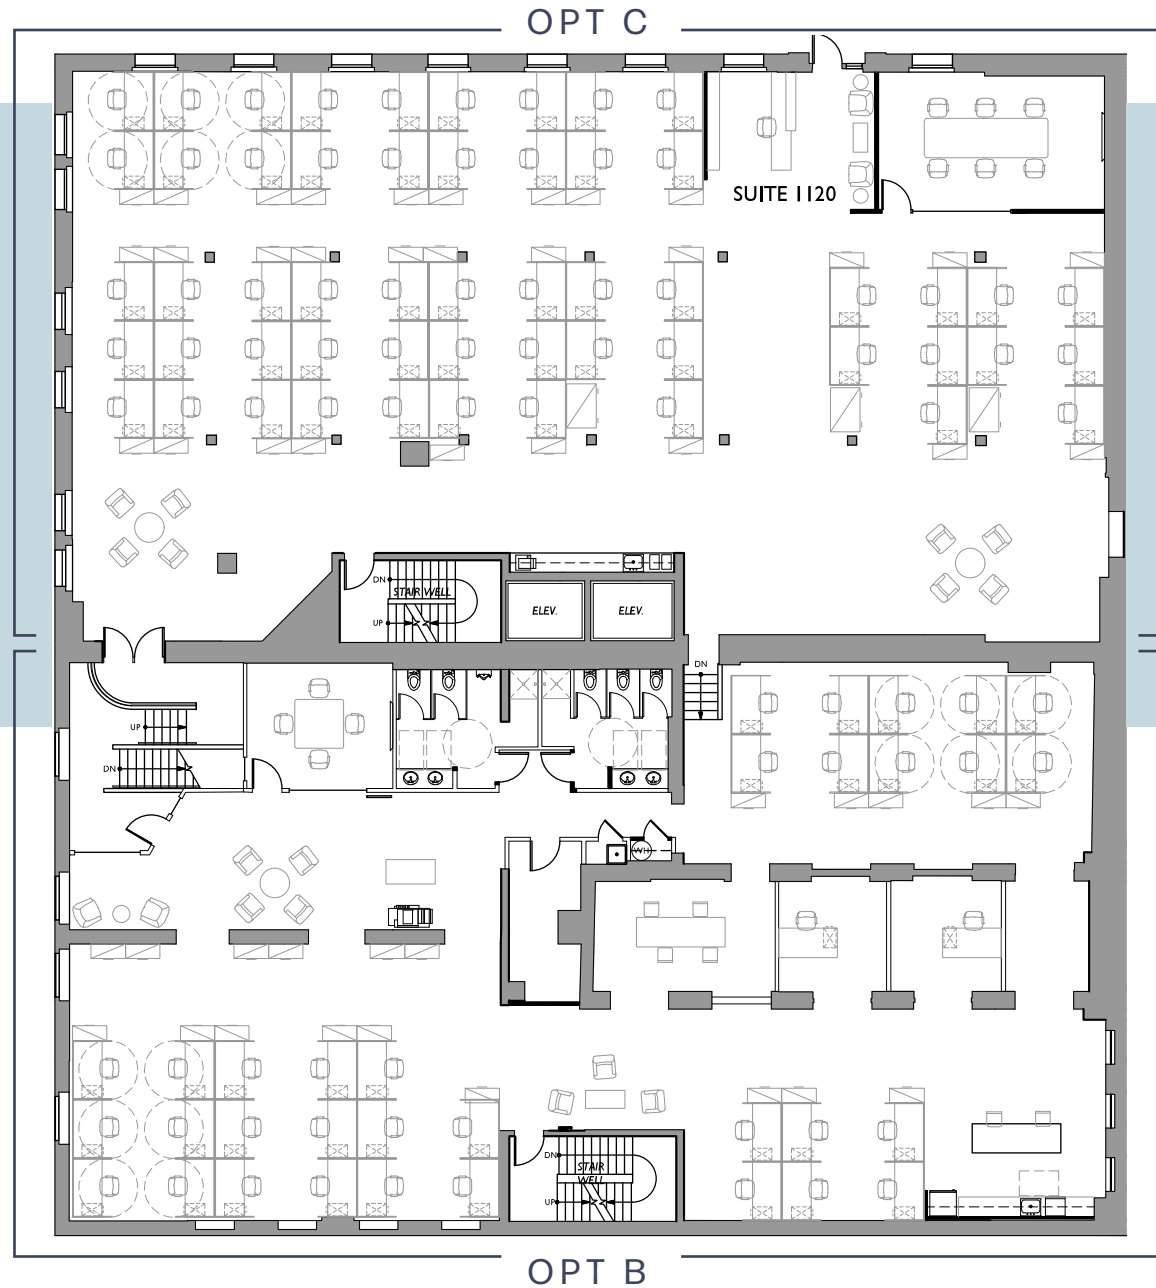 OPT C
SUITE 1120
DN
STAIR WELL
UP
ELEV.
ELEV.
DN
UP
DN
WH
DN
STAIR
WELL
UP
OPT B